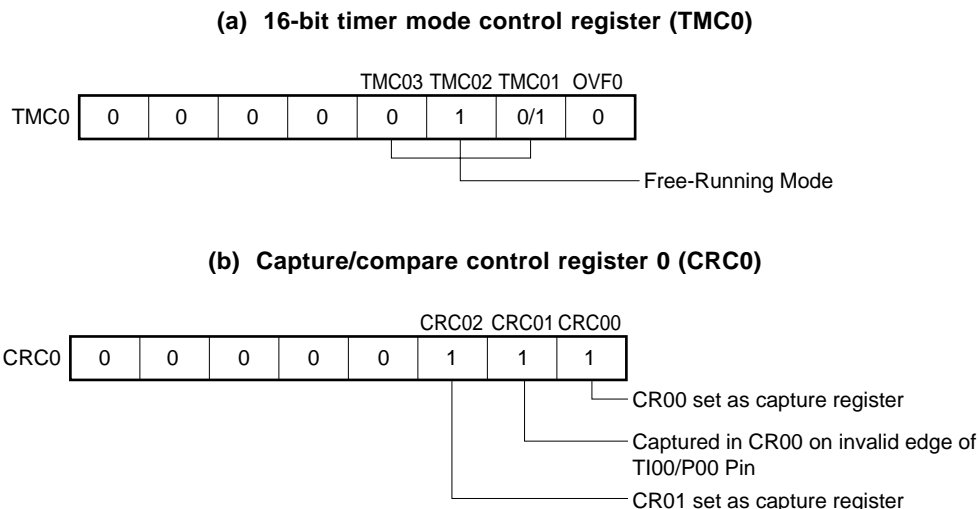 (a) 16-bit timer mode control register (TMC0)
TMC03 TMC02 TMC01 OVF0
TMC0 0 0 0 0 0 1 0/1 0
Free-Running Mode
(b) Capture/compare control register 0 (CRC0)
CRC02 CRC01 CRC00
CRC0 0 0 0 0 0 1 1 1
CR00 set as capture register
Captured in CR00 on invalid edge of
TI00/P00 Pin
CR01 set as capture register